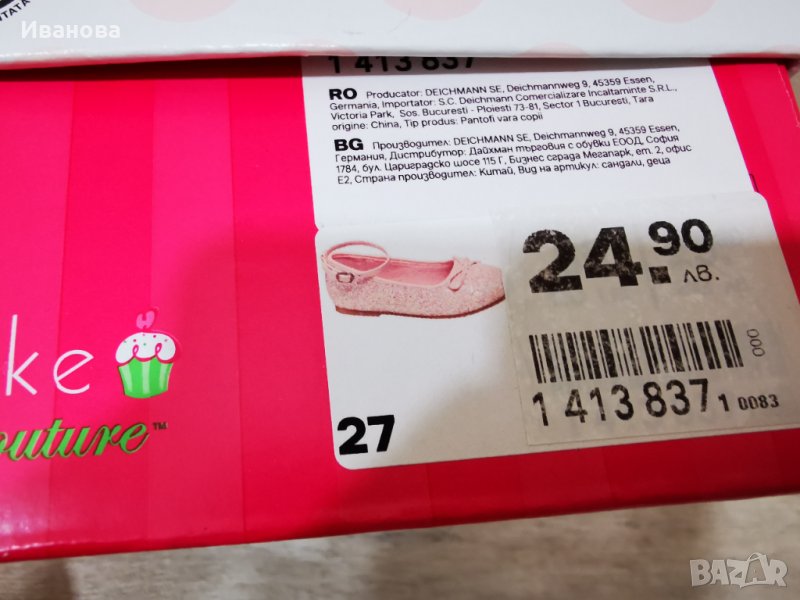 Иванова
1 413 837
RO Producator: DEICHMANN SE, Deichmannweg 9, 45359 Essen,
Germania, Importator: S.C. Deichmann Comercializare Incaltaminte S.R.L.,
Victoria Park, Sos. Bucuresti - Ploiesti 73-81, Sector 1 Bucuresti, Tara
origine: China, Tip produs: Pantofi vara copii
BG Производител: DEICHMANN SE, Deichmannweg 9, 45359 Essen,
Германия, Дистрибутор: Дайхман търговия с обувки ЕООД, София
1784, бул. Цариградско шосе 115 Г, Бизнес сграда Мегапарк, ет. 2, офис
Е2, Страна производител: Китай, Вид на артикул: сандали, деца
24.90
лв.
000
1 413 837 1 0083
27
ke
outure™
BAZAR